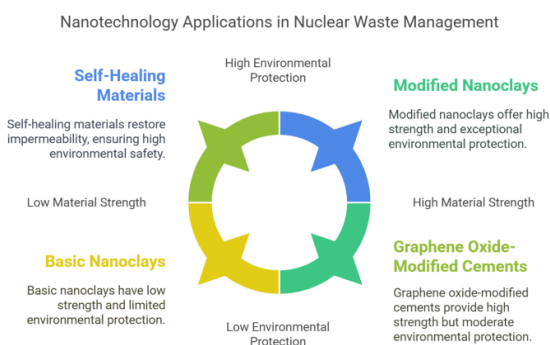 Nanotechnology Applications in Nuclear Waste Management
High Environmental
Protection
Self-Healing
Materials
Self-healing materials restore
impermeability, ensuring high
environmental safety.
Modified Nanoclays
Modified nanoclays offer high
strength and exceptional
environmental protection.
Low Material Strength
High Material Strength
Basic Nanoclays
Basic nanoclays have low
strength and limited
environmental protection.
Graphene Oxide-
Modified Cements
Graphene oxide-modified
cements provide high
strength but moderate
environmental protection.
Low Environmental
Protection